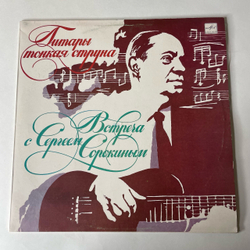 Гитары
тонкая струна
Встреча
с Сергеем
Сорокиным